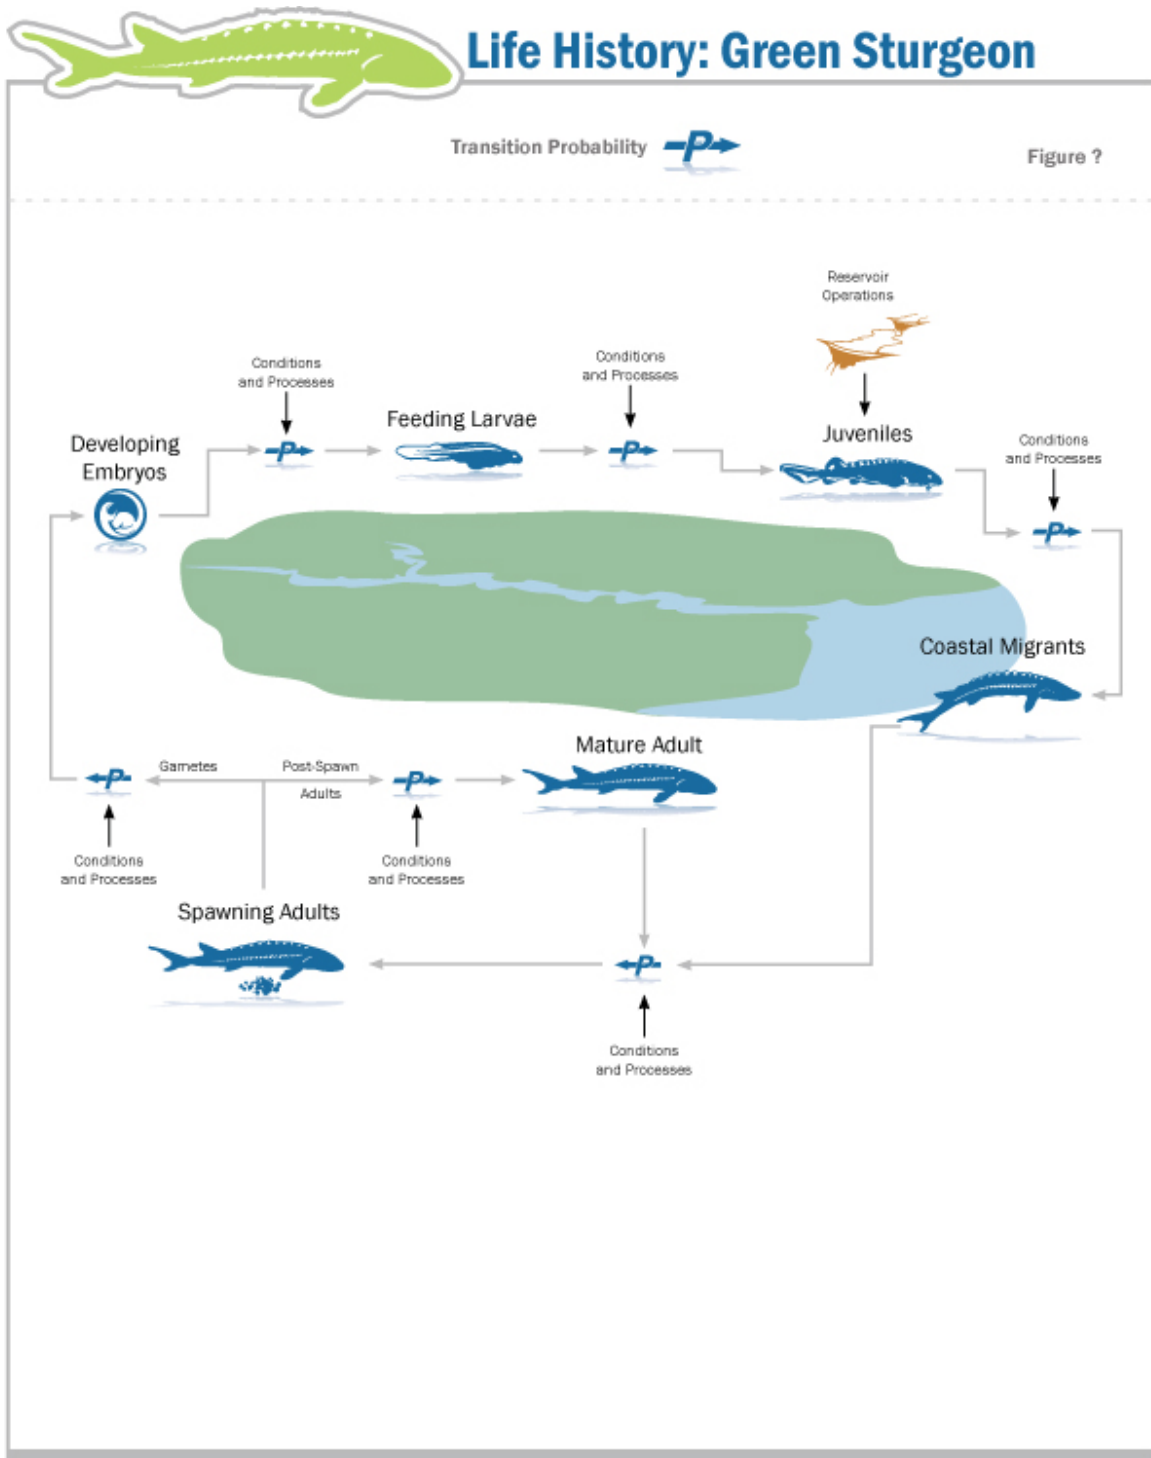 Life History: Green Sturgeon
Transition Probability
P
Figure ?
Reservoir
Operations
Conditions
and Processes
Conditions
and Processes
Feeding Larvae
Juveniles
Developing
Embryos
Conditions
and Processes
P
P
P
Coastal Migrants
Mature Adult
Gametes
Post-Spawn
Adults
P
P
Conditions
and Processes
Conditions
and Processes
Spawning Adults
P
Conditions
and Processes